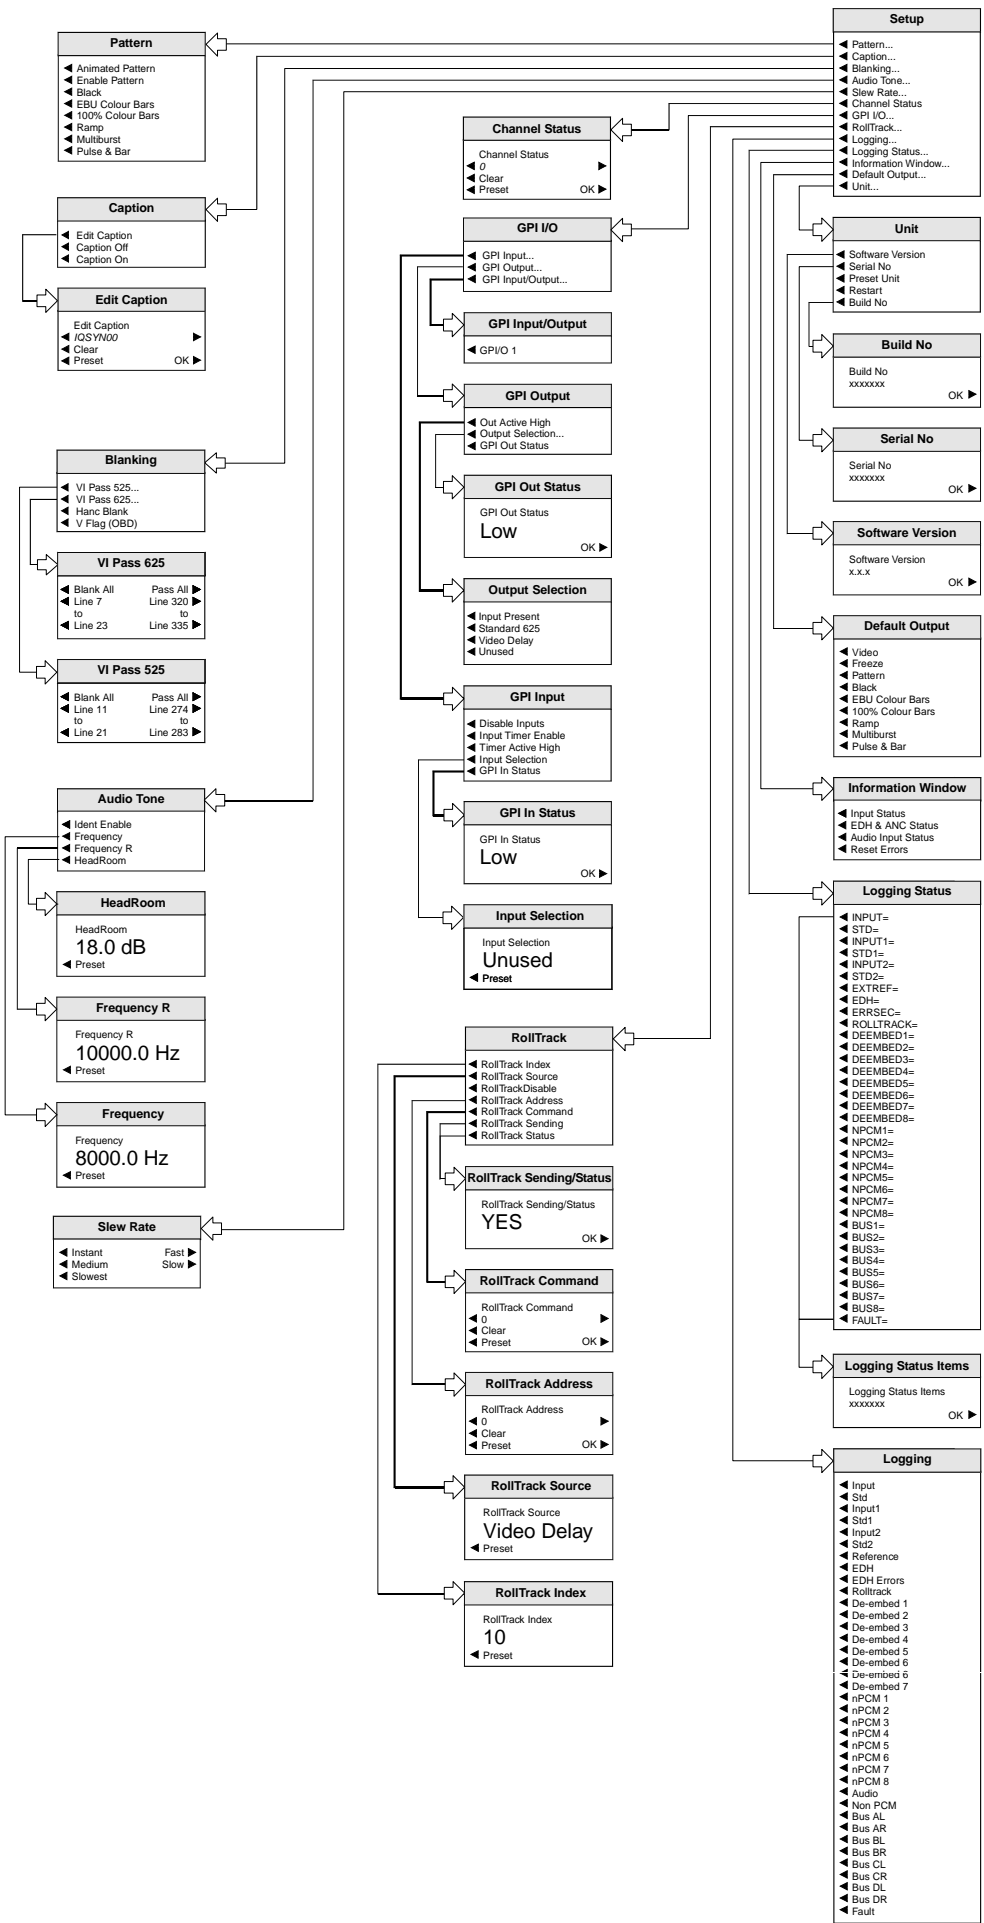 Setup
Pattern...
Caption...
Blanking...
Audio Tone...
Slew Rate...
Channel Status
GPI I/O...
RollTrack...
Logging...
Logging Status...
Information Window...
Default Output...
Unit...
Pattern
Animated Pattern
Enable Pattern
Black
EBU Colour Bars
100% Colour Bars
Ramp
Multiburst
Pulse & Bar
Caption
Edit Caption
Caption Off
Caption On
Edit Caption
Edit Caption
IQSYN00
Clear
Preset OK
Blanking
VI Pass 525...
VI Pass 625...
Hanc Blank
V Flag (OBD)
VI Pass 625
Blank All Pass All
Line 7 Line 320
to to
Line 23 Line 335
VI Pass 525
Blank All Pass All
Line 11 Line 274
to to
Line 21 Line 283
Audio Tone
Ident Enable
Frequency
Frequency R
HeadRoom
HeadRoom
HeadRoom
18.0 dB
Preset
Frequency R
Frequency R
10000.0 Hz
Preset
Frequency
Frequency
8000.0 Hz
Preset
Slew Rate
Instant Fast
Medium Slow
Slowest
Channel Status
Channel Status
0
Clear
Preset OK
GPI I/O
GPI Input...
GPI Output...
GPI Input/Output...
GPI Input/Output
GPI/O 1
GPI Output
Out Active High
Output Selection...
GPI Out Status
GPI Out Status
GPI Out Status
Low
OK
Output Selection
Input Present
Standard 625
Video Delay
Unused
GPI Input
Disable Inputs
Input Timer Enable
Timer Active High
Input Selection
GPI In Status
GPI In Status
GPI In Status
Low
OK
Input Selection
Input Selection
Unused
Preset
RollTrack
RollTrack Index
RollTrack Source
RollTrackDisable
RollTrack Address
RollTrack Command
RollTrack Sending
RollTrack Status
RollTrack Sending/Status
RollTrack Sending/Status
YES
OK
RollTrack Command
RollTrack Command
0
Clear
Preset OK
RollTrack Address
RollTrack Address
0
Clear
Preset OK
RollTrack Source
RollTrack Source
Video Delay
Preset
RollTrack Index
RollTrack Index
10
Preset
Unit
Software Version
Serial No
Preset Unit
Restart
Build No
Build No
Build No
xxxxxxx
OK
Serial No
Serial No
xxxxxxx
OK
Software Version
Software Version
x.x.x
OK
Default Output
Video
Freeze
Pattern
Black
EBU Colour Bars
100% Colour Bars
Ramp
Multiburst
Pulse & Bar
Information Window
Input Status
EDH & ANC Status
Audio Input Status
Reset Errors
Logging Status
INPUT=
STD=
INPUT1=
STD1=
INPUT2=
STD2=
EXTREF=
EDH=
ERRSEC=
ROLLTRACK=
DEEMBED1=
DEEMBED2=
DEEMBED3=
DEEMBED4=
DEEMBED5=
DEEMBED6=
DEEMBED7=
DEEMBED8=
NPCM1=
NPCM2=
NPCM3=
NPCM4=
NPCM5=
NPCM6=
NPCM7=
NPCM8=
BUS1=
BUS2=
BUS3=
BUS4=
BUS5=
BUS6=
BUS7=
BUS8=
FAULT=
Logging Status Items
Logging Status Items
xxxxxxx
OK
Logging
Input
Std
Input1
Std1
Input2
Std2
Reference
EDH
EDH Errors
Rolltrack
De-embed 1
De-embed 2
De-embed 3
De-embed 4
De-embed 5
De-embed 6
De-embed 6
De-embed 7
nPCM 1
nPCM 2
nPCM 3
nPCM 4
nPCM 5
nPCM 6
nPCM 7
nPCM 8
Audio
Non PCM
Bus AL
Bus AR
Bus BL
Bus BR
Bus CL
Bus CR
Bus DL
Bus DR
Fault